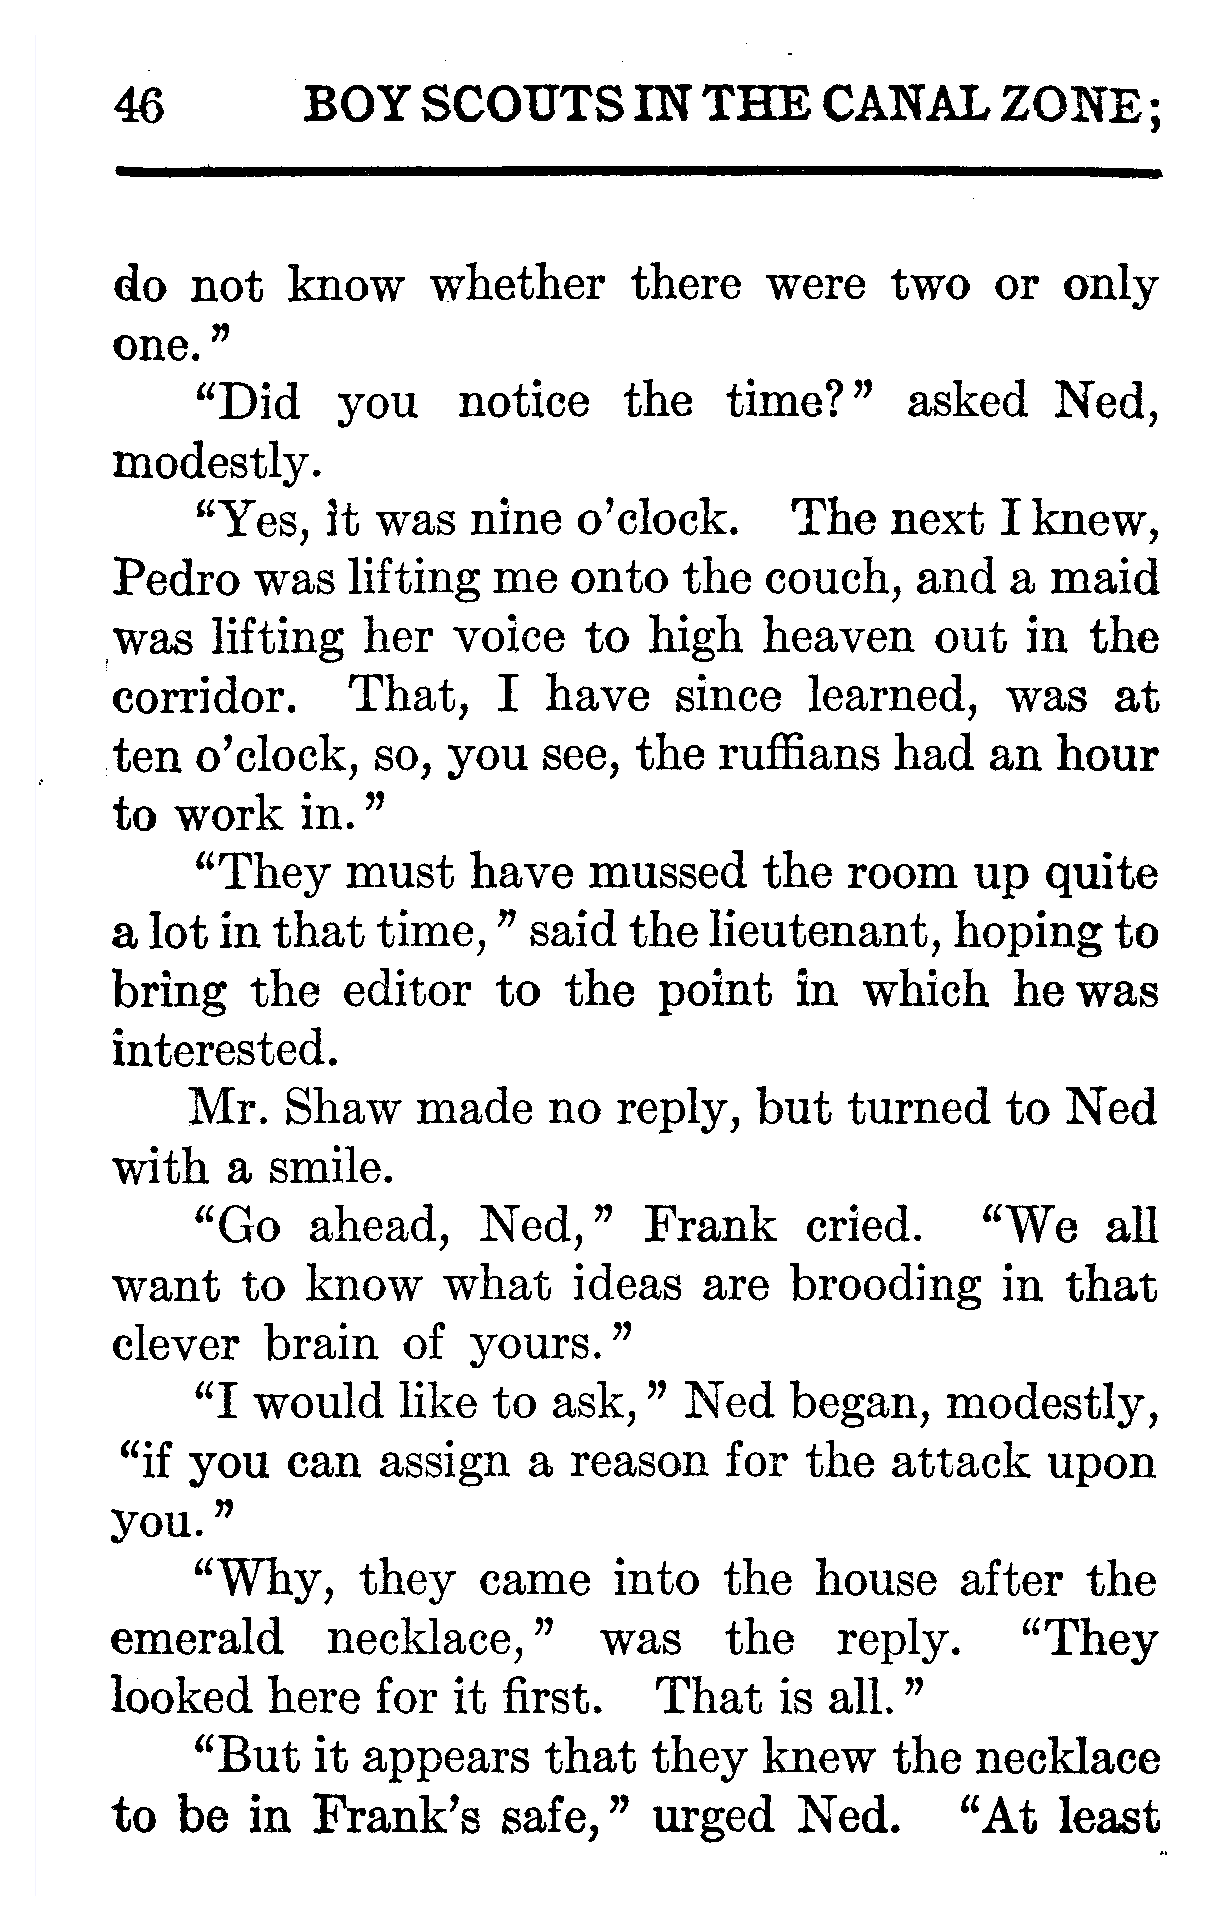 46 BOY SCOUTS IN THE CANAL ZONE;
do not know whether there were two or only
one."
"Did you notice the time?" asked Ned,
modestly.
"Yes, it was nine o'clock. The next I knew,
Pedro was lifting me onto the couch, and a maid
was lifting her voice to high heaven out in the
corridor. That, I have since learned, was at
ten o'clock, so, you see, the ruffians had an hour
to work in."
"They must have mussed the room up quite
a lot in that time," said the lieutenant, hoping to
bring the editor to the point in which he was
interested.
Mr. Shaw made no reply, but turned to Ned
with a smile.
"Go ahead, Ned," Frank cried. "We all
want to know what ideas are brooding in that
clever brain of yours."
"I would like to ask," Ned began, modestly,
"if you can assign a reason for the attack upon
you."
"Why, they came into the house after the
emerald necklace," was the reply. "They
looked here for it first. That is all."
"But it appears that they knew the necklace
to be in Frank's safe," urged Ned. "At least